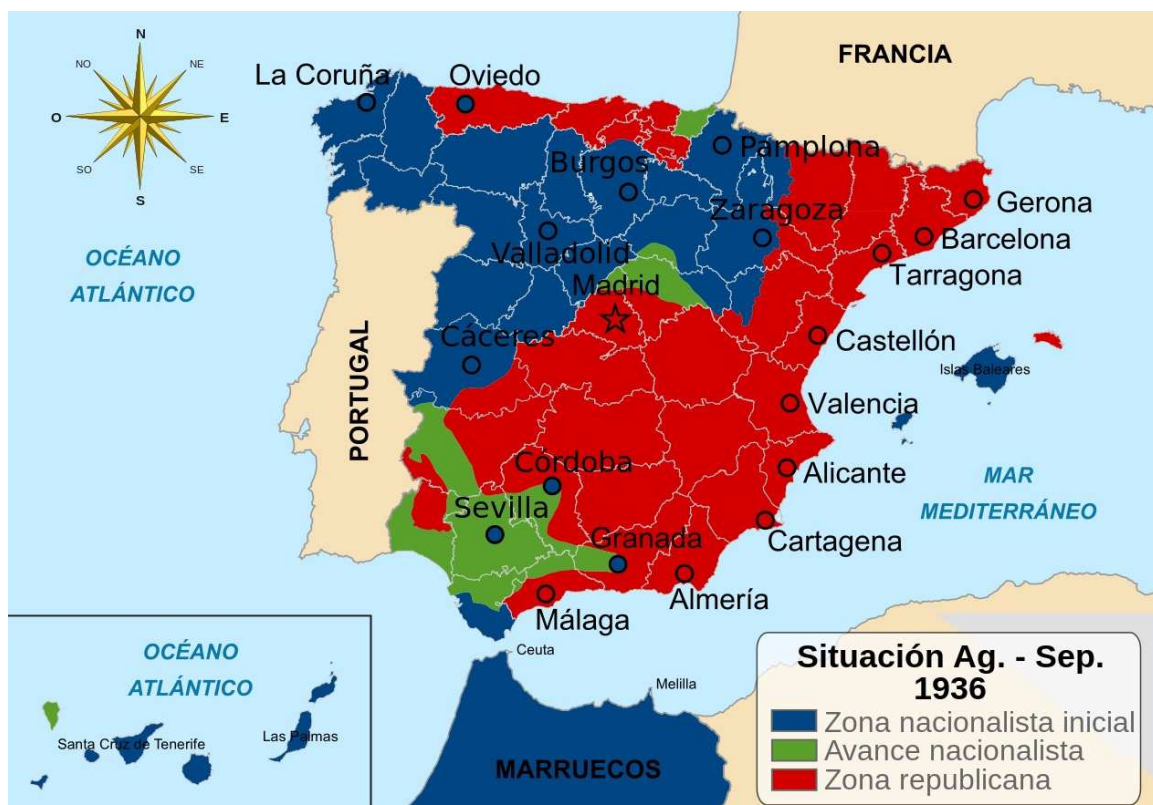 N
NO
NE
O
E
SO
SE
S
FRANCIA
La Coruña
Oviedo
Pamplona
Burgos
Gerona
Zaragoza
Barcelona
Valladolid
Tarragona
OCÉANO
ATLÁNTICO
Madrid
Castellón
Cáceres
Islas Baleares
PORTUGAL
Valencia
Córdoba
Alicante
MAR
MEDITERRÁNEO
Sevilla
Granada
Cartagena
Almería
Málaga
Ceuta
Melilla
MARRUECOS
OCÉANO
ATLÁNTICO
Santa Cruz de Tenerife
Las Palmas
Situación Ag. - Sep.
1936
Zona nacionalista inicial
Avance nacionalista
Zona republicana